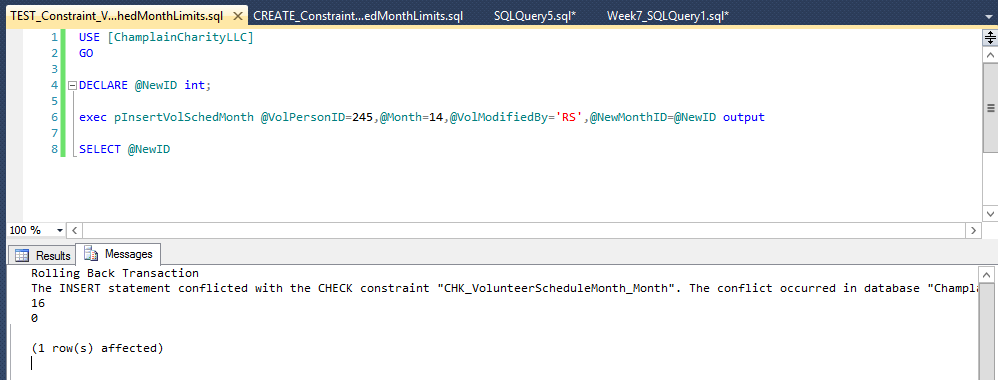 TEST_Constraint_V...hedMonthLimits.sql CREATE_Constraint...edMonthLimits.sql SQLQuery5.sql* Week7_SQLQuery1.sql*
1 USE [ChamplainCharityLLC]
2 GO
3
4 DECLARE @NewID int;
5
6 exec pInsertVolSchedMonth @VolPersonID=245,@Month=14,@VolModifiedBy='RS',@NewMonthID=@NewID output
7
8 SELECT @NewID
100 %
Results Messages
Rolling Back Transaction
The INSERT statement conflicted with the CHECK constraint "CHK_VolunteerScheduleMonth_Month". The conflict occurred in database "Champla
16
0
(1 row(s) affected)